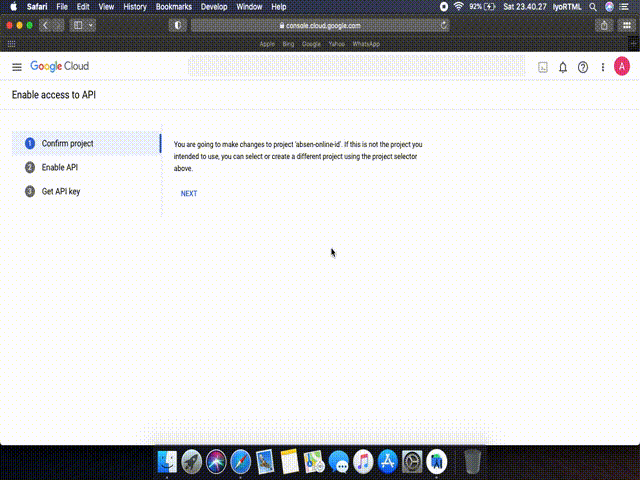 Safari File Edit View History Bookmarks Develop Window Help 92% Sat 23.40.27 IyoRTML
console.cloud.google.com
Apple Bing Google Yahoo WhatsApp
Google Cloud A
Enable access to API
1 Confirm project
2 Enable API
3 Get API key
You are going to make changes to project 'absen-online-id'. If this is not the project you
intended to use, you can select or create a different project using the project selector
above.
NEXT